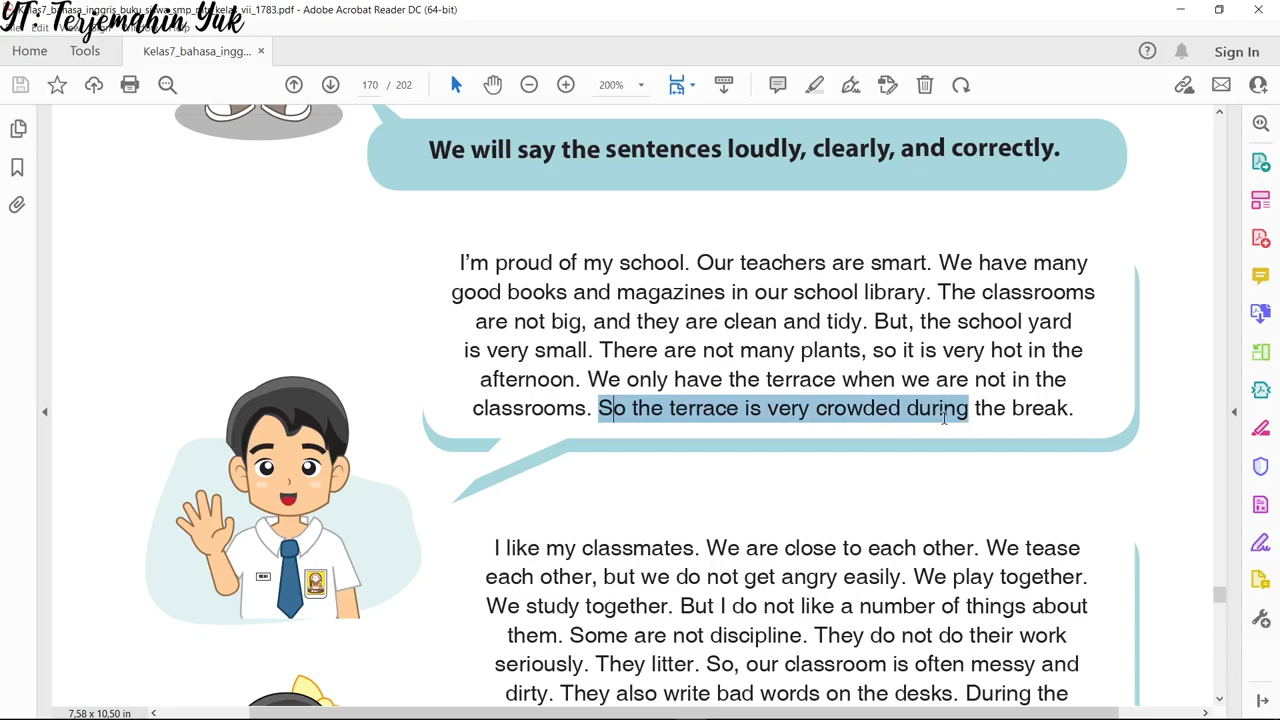 Kelas7_bahasa_inggris_buku_siswa_smp_mts_kelas_vii_1783.pdf - Adobe Acrobat Reader DC (64-bit)
YT: Terjemahin Yuk
Home Tools Kelas7_bahasa_ingg... × Sign In
170 / 202 200%
We will say the sentences loudly, clearly, and correctly.
I'm proud of my school. Our teachers are smart. We have many
good books and magazines in our school library. The classrooms
are not big, and they are clean and tidy. But, the school yard
is very small. There are not many plants, so it is very hot in the
afternoon. We only have the terrace when we are not in the
classrooms. So the terrace is very crowded during the break.
I like my classmates. We are close to each other. We tease
each other, but we do not get angry easily. We play together.
We study together. But I do not like a number of things about
them. Some are not discipline. They do not do their work
seriously. They litter. So, our classroom is often messy and
dirty. They also write bad words on the desks. During the
7,58 x 10,50 in